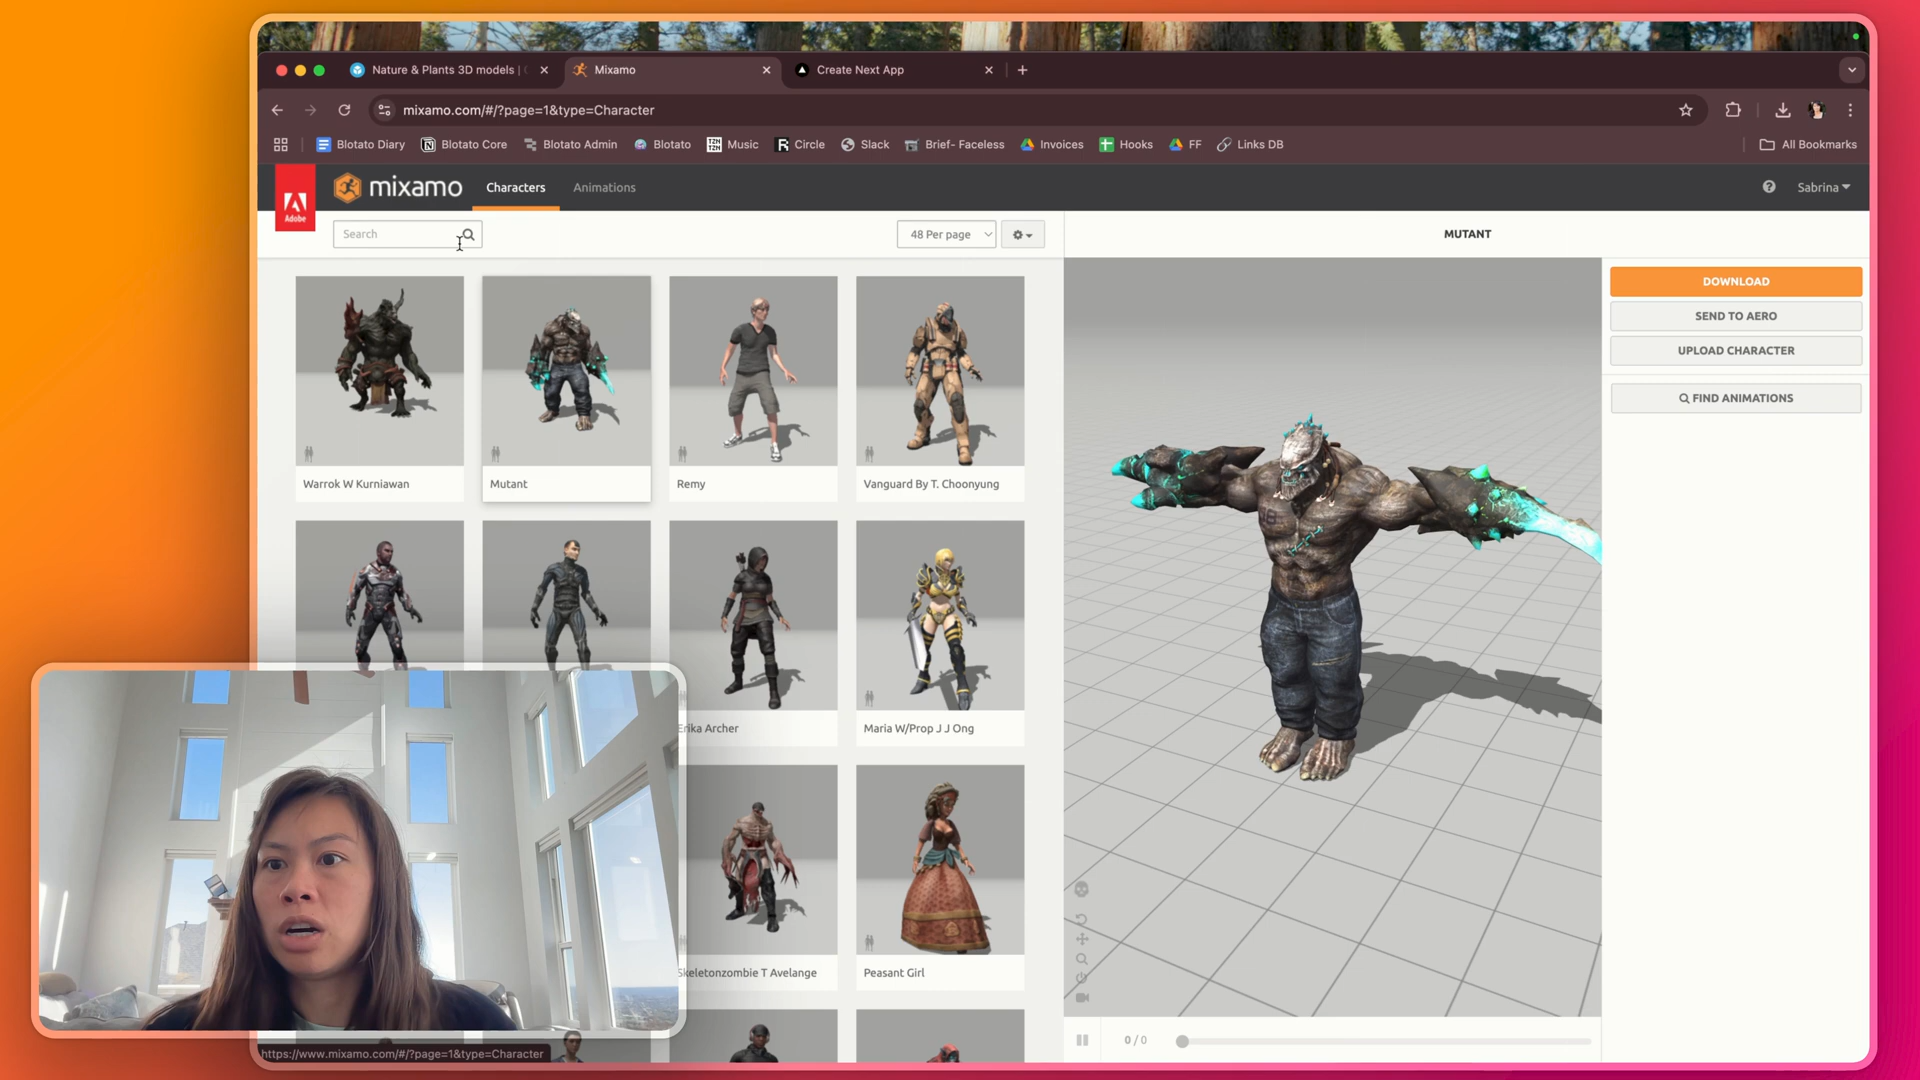 Nature & Plants 3D models |
Mixamo
Create Next App
mixamo.com/#/?page=1&type=Character
Blotato Diary
Blotato Core
Blotato Admin
Blotato
Music
Circle
Slack
Brief- Faceless
Invoices
Hooks
FF
Links DB
All Bookmarks
Adobe
mixamo
Characters
Animations
Sabrina
Search
48 Per page
MUTANT
DOWNLOAD
SEND TO AERO
UPLOAD CHARACTER
FIND ANIMATIONS
Warrok W Kurniawan
Mutant
Remy
Vanguard By T. Choonyung
Erika Archer
Maria W/Prop J J Ong
Skeletonzombie T Avelange
Peasant Girl
0 / 0
https://www.mixamo.com/#/?page=1&type=Character